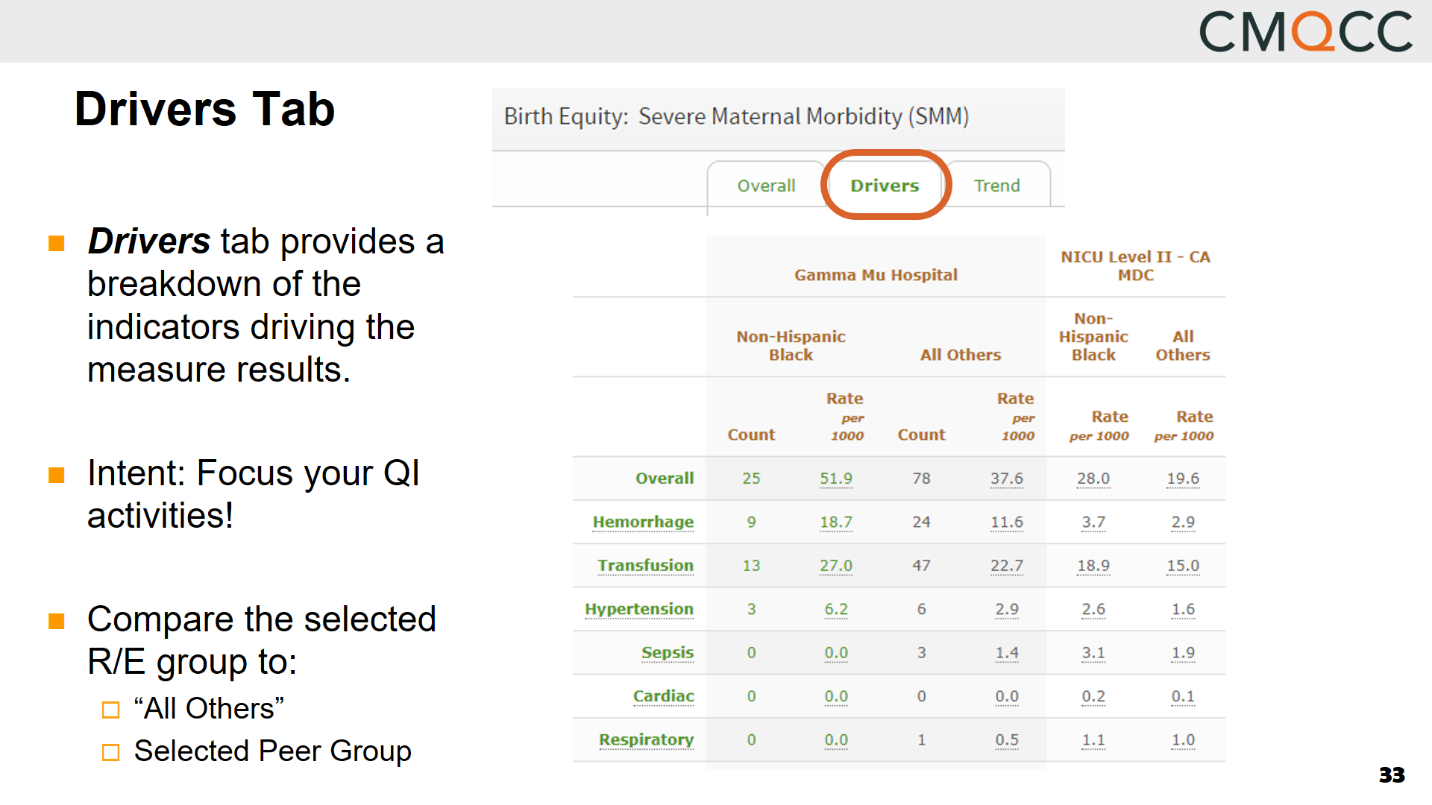 CMQCC
Drivers Tab
Drivers tab provides a
breakdown of the
indicators driving the
measure results.
Intent: Focus your QI
activities!
Compare the selected
R/E group to:
“All Others”
Selected Peer Group
Birth Equity: Severe Maternal Morbidity (SMM)
Overall Drivers Trend
Gamma Mu Hospital NICU Level II - CA
MDC
Non-Hispanic
Black All Others Non-
Hispanic
Black All
Others
Count Rate
per
1000 Count Rate
per
1000 Rate
per 1000 Rate
per 1000
Overall 25 51.9 78 37.6 28.0 19.6
Hemorrhage 9 18.7 24 11.6 3.7 2.9
Transfusion 13 27.0 47 22.7 18.9 15.0
Hypertension 3 6.2 6 2.9 2.6 1.6
Sepsis 0 0.0 3 1.4 3.1 1.9
Cardiac 0 0.0 0 0.0 0.2 0.1
Respiratory 0 0.0 1 0.5 1.1 1.0
33